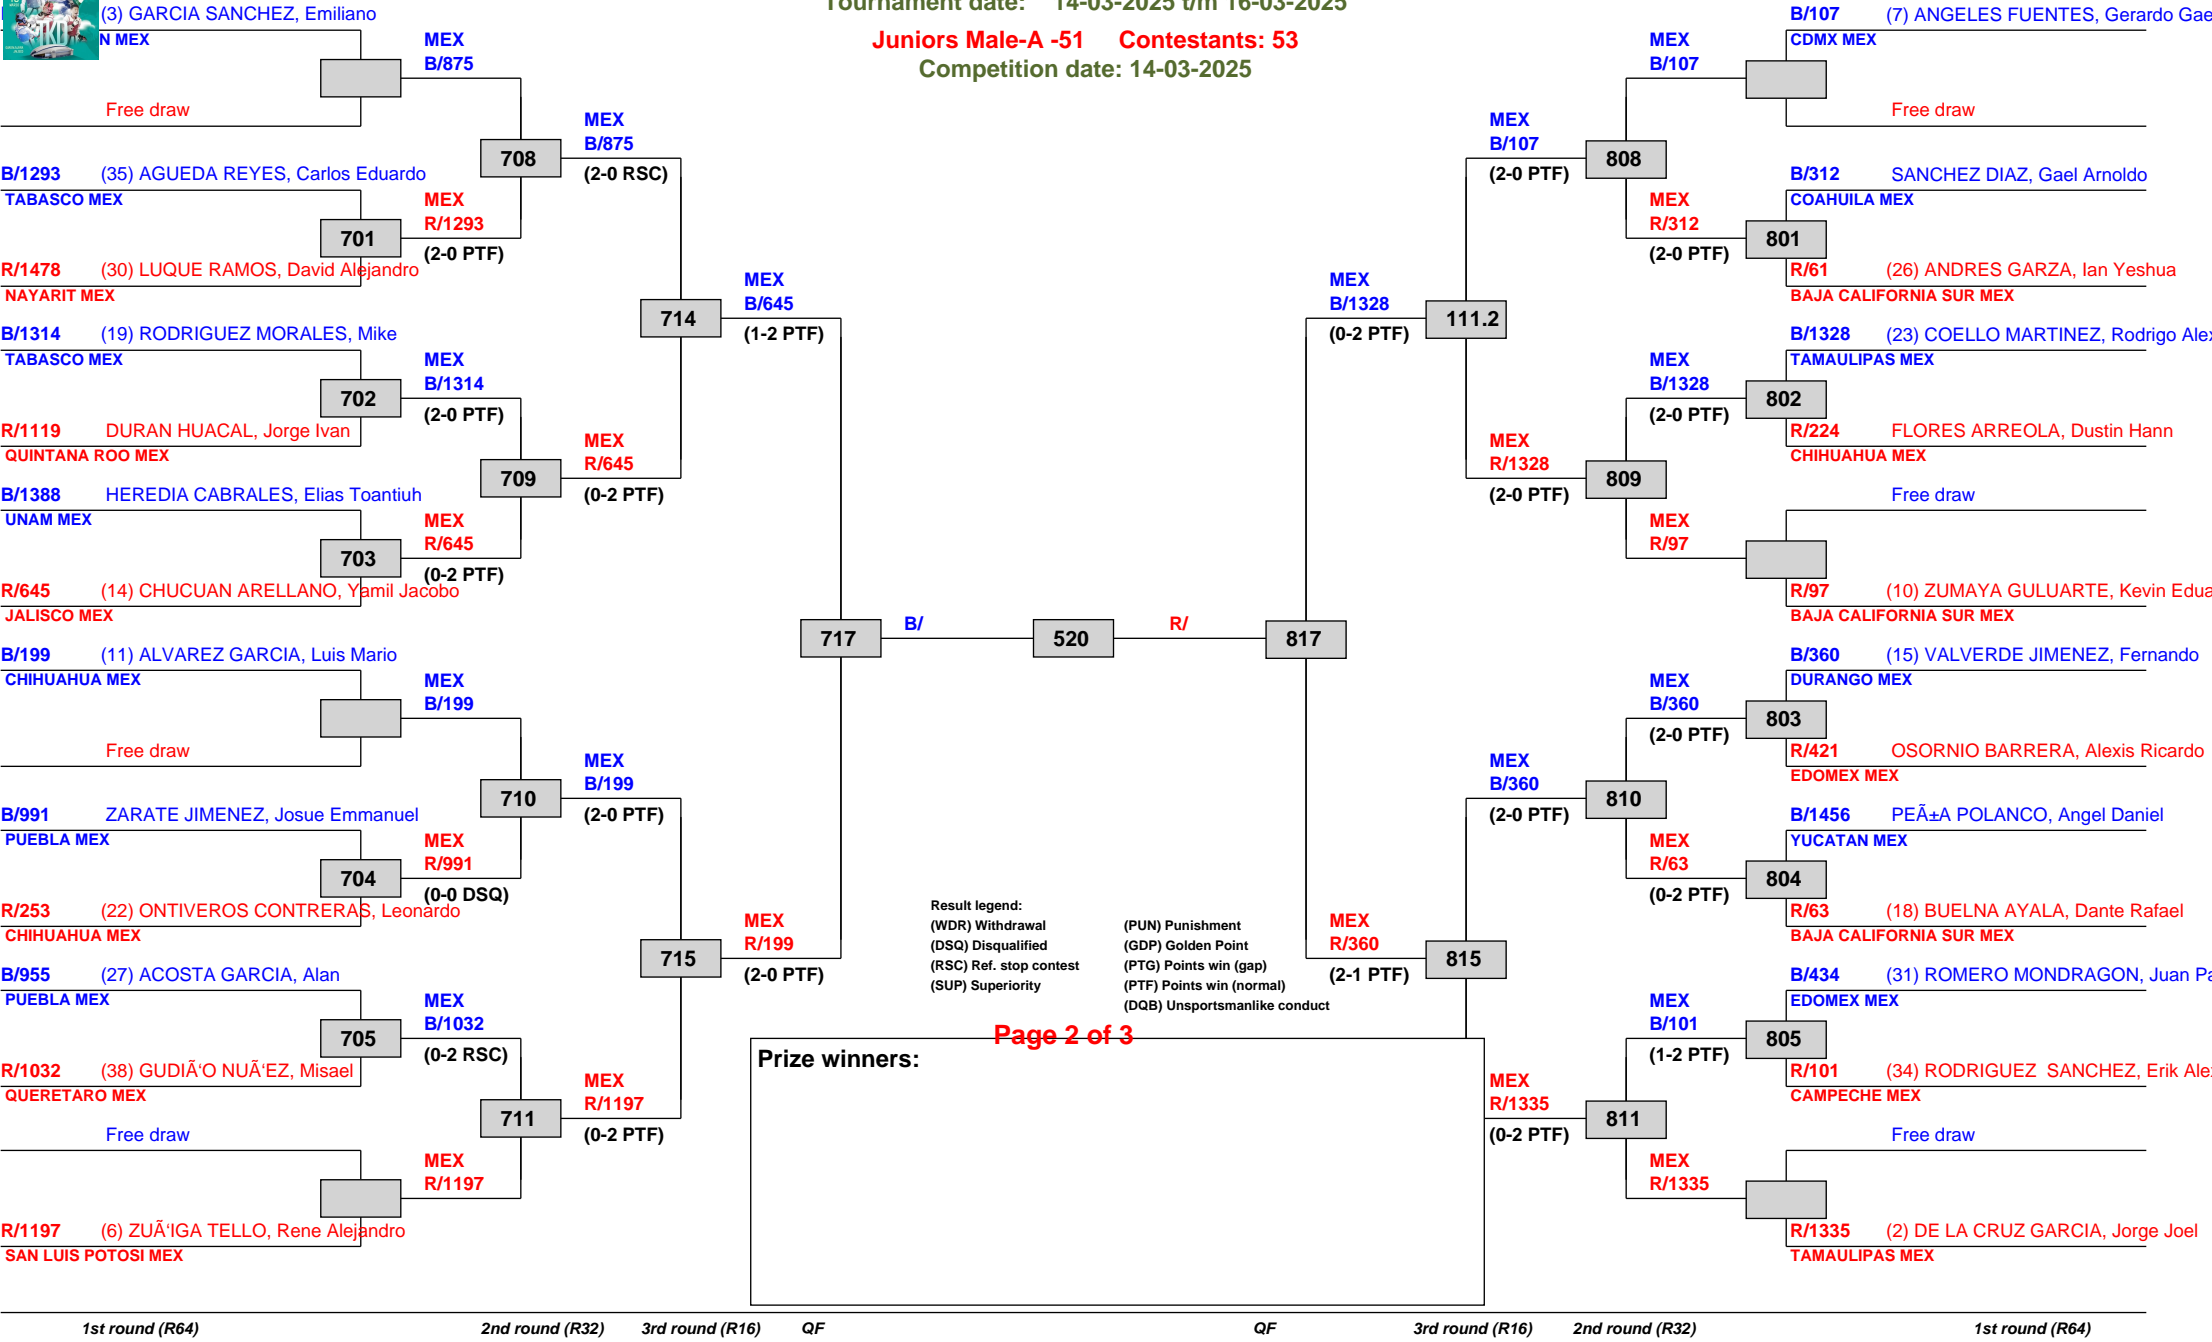 Tournament date: 14-03-2025 t/m 16-03-2025
Juniors Male-A -51 Contestants: 53
Competition date: 14-03-2025
(3) GARCIA SANCHEZ, Emiliano
N MEX
Free draw
B/1293 (35) AGUEDA REYES, Carlos Eduardo
TABASCO MEX
R/1478 (30) LUQUE RAMOS, David Alejandro
NAYARIT MEX
B/1314 (19) RODRIGUEZ MORALES, Mike
TABASCO MEX
R/1119 DURAN HUACAL, Jorge Ivan
QUINTANA ROO MEX
B/1388 HEREDIA CABRALES, Elias Toantiuh
UNAM MEX
R/645 (14) CHUCUAN ARELLANO, Yamil Jacobo
JALISCO MEX
B/199 (11) ALVAREZ GARCIA, Luis Mario
CHIHUAHUA MEX
Free draw
B/991 ZARATE JIMENEZ, Josue Emmanuel
PUEBLA MEX
R/253 (22) ONTIVEROS CONTRERAS, Leonardo
CHIHUAHUA MEX
B/955 (27) ACOSTA GARCIA, Alan
PUEBLA MEX
R/1032 (38) GUDIÃ‘O NUÃ‘EZ, Misael
QUERETARO MEX
Free draw
R/1197 (6) ZUÃ‘IGA TELLO, Rene Alejandro
SAN LUIS POTOSI MEX
701
702
703
704
705
MEX
B/875
MEX
R/1293
(2-0 PTF)
MEX
B/1314
(2-0 PTF)
MEX
R/645
(0-2 PTF)
MEX
B/199
MEX
R/991
(0-0 DSQ)
MEX
B/1032
(0-2 RSC)
MEX
R/1197
708
709
710
711
MEX
B/875
(2-0 RSC)
MEX
R/645
(0-2 PTF)
MEX
B/199
(2-0 PTF)
MEX
R/1197
(0-2 PTF)
714
715
MEX
B/645
(1-2 PTF)
MEX
R/199
(2-0 PTF)
717
B/
520
R/
817
MEX
B/1328
(0-2 PTF)
MEX
R/360
(2-1 PTF)
111.2
815
MEX
B/107
(2-0 PTF)
MEX
R/1328
(2-0 PTF)
MEX
B/360
(2-0 PTF)
MEX
R/1335
(0-2 PTF)
808
809
810
811
MEX
B/107
MEX
R/312
(2-0 PTF)
MEX
B/1328
(2-0 PTF)
MEX
R/97
MEX
B/360
(2-0 PTF)
MEX
R/63
(0-2 PTF)
MEX
B/101
(1-2 PTF)
MEX
R/1335
801
802
803
804
805
B/107 (7) ANGELES FUENTES, Gerardo Gae
CDMX MEX
Free draw
B/312 SANCHEZ DIAZ, Gael Arnoldo
COAHUILA MEX
R/61 (26) ANDRES GARZA, Ian Yeshua
BAJA CALIFORNIA SUR MEX
B/1328 (23) COELLO MARTINEZ, Rodrigo Alex
TAMAULIPAS MEX
R/224 FLORES ARREOLA, Dustin Hann
CHIHUAHUA MEX
Free draw
R/97 (10) ZUMAYA GULUARTE, Kevin Edua
BAJA CALIFORNIA SUR MEX
B/360 (15) VALVERDE JIMENEZ, Fernando
DURANGO MEX
R/421 OSORNIO BARRERA, Alexis Ricardo
EDOMEX MEX
B/1456 PEÃ±A POLANCO, Angel Daniel
YUCATAN MEX
R/63 (18) BUELNA AYALA, Dante Rafael
BAJA CALIFORNIA SUR MEX
B/434 (31) ROMERO MONDRAGON, Juan Pa
EDOMEX MEX
R/101 (34) RODRIGUEZ SANCHEZ, Erik Ale
CAMPECHE MEX
Free draw
R/1335 (2) DE LA CRUZ GARCIA, Jorge Joel
TAMAULIPAS MEX
Result legend:
(WDR) Withdrawal (PUN) Punishment
(DSQ) Disqualified (GDP) Golden Point
(RSC) Ref. stop contest (PTG) Points win (gap)
(SUP) Superiority (PTF) Points win (normal)
(DQB) Unsportsmanlike conduct
Page 2 of 3
Prize winners:
1st round (R64) 2nd round (R32) 3rd round (R16) QF QF 3rd round (R16) 2nd round (R32) 1st round (R64)